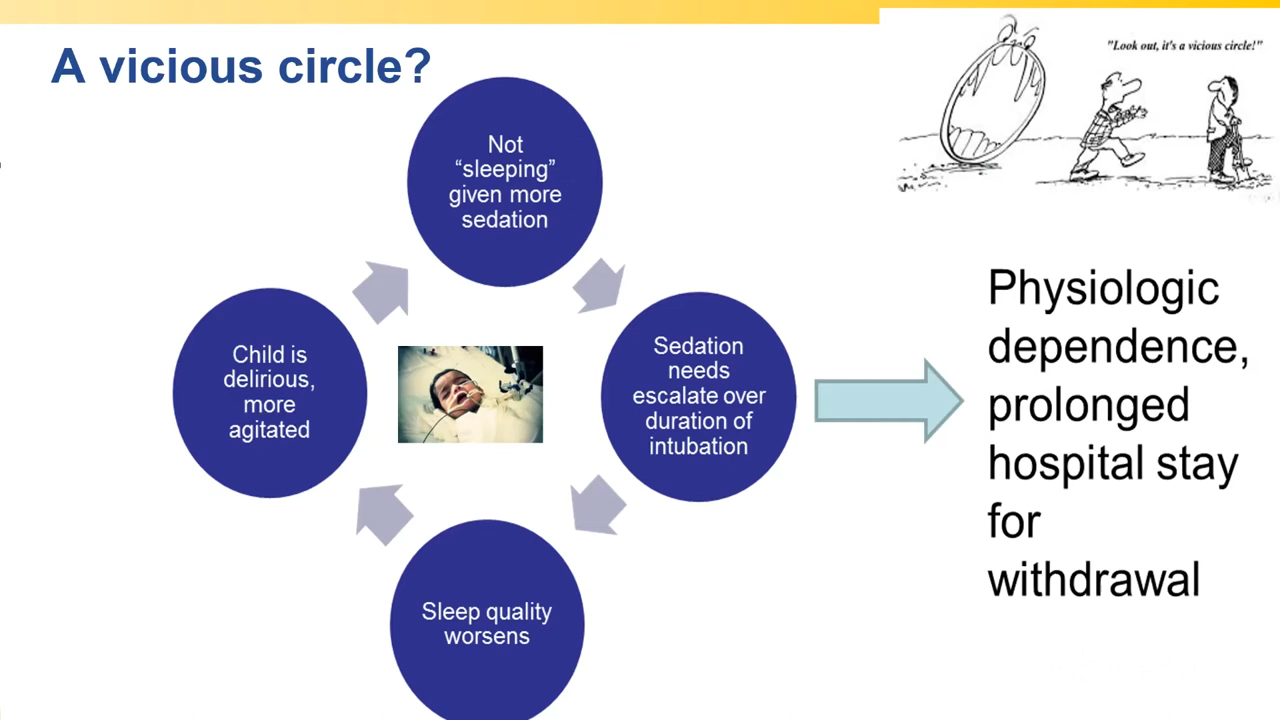 A vicious circle?
"Look out, it's a vicious circle!"
Not
“sleeping”
given more
sedation
Sedation
needs
escalate over
duration of
intubation
Sleep quality
worsens
Child is
delirious,
more
agitated
Physiologic
dependence,
prolonged
hospital stay
for
withdrawal